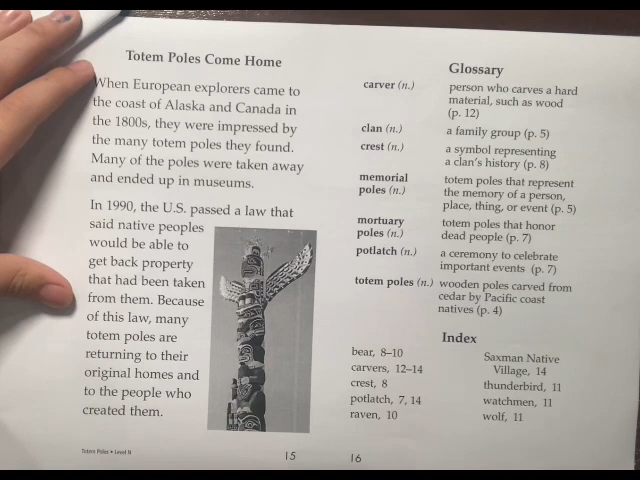 Totem Poles Come Home
When European explorers came to
the coast of Alaska and Canada in
the 1800s, they were impressed by
the many totem poles they found.
Many of the poles were taken away
and ended up in museums.
In 1990, the U.S. passed a law that
said native peoples
would be able to
get back property
that had been taken
from them. Because
of this law, many
totem poles are
returning to their
original homes and
to the people who
created them.
Totem Poles • Level N
15
Glossary
carver (n.) person who carves a hard
material, such as wood
(p. 12)
clan (n.) a family group (p. 5)
crest (n.) a symbol representing
a clan's history (p. 8)
memorial totem poles that represent
poles (n.) the memory of a person,
place, thing, or event (p. 5)
mortuary totem poles that honor
poles (n.) dead people (p. 7)
potlatch (n.) a ceremony to celebrate
important events (p. 7)
totem poles (n.) wooden poles carved from
cedar by Pacific coast
natives (p. 4)
Index
bear, 8–10
carvers, 12–14
crest, 8
potlatch, 7, 14
raven, 10
Saxman Native
Village, 14
thunderbird, 11
watchmen, 11
wolf, 11
16